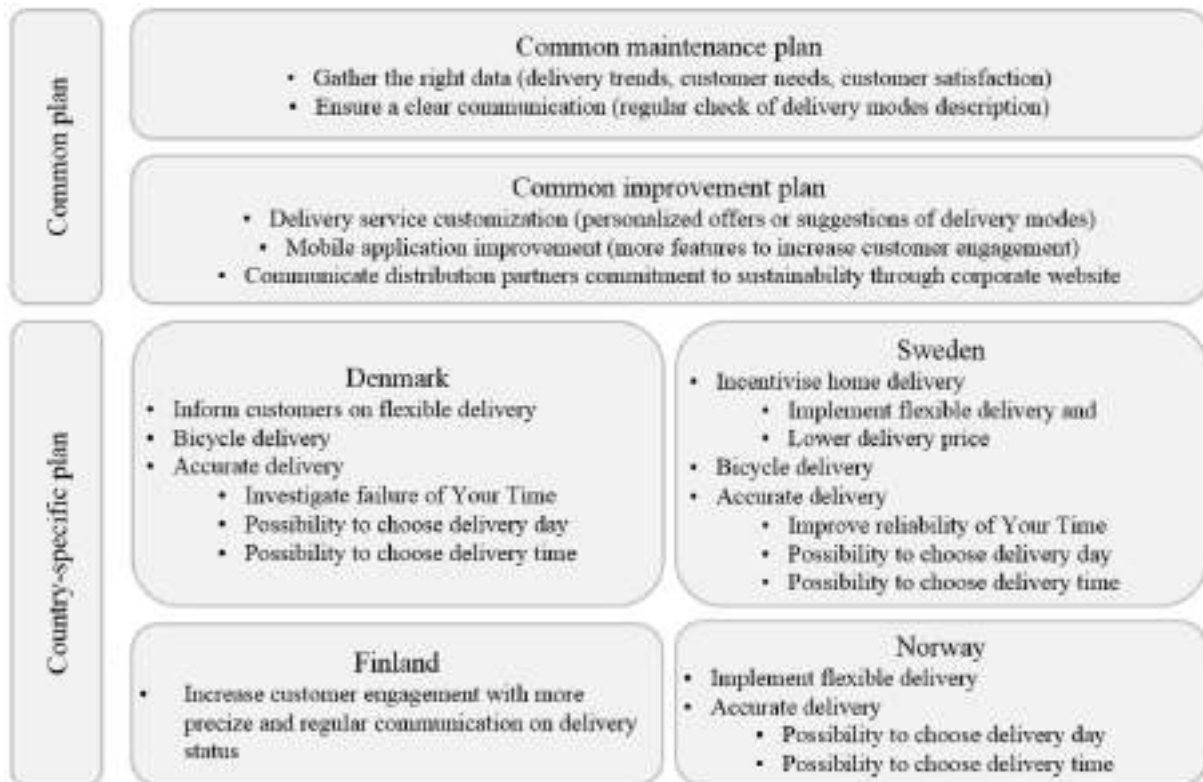 Common plan
Common maintenance plan
• Gather the right data (delivery trends, customer needs, customer satisfaction)
• Ensure a clear communication (regular check of delivery modes description)
Common improvement plan
• Delivery service customization (personalized offers or suggestions of delivery modes)
• Mobile application improvement (more features to increase customer engagement)
• Communicate distribution partners commitment to sustainability through corporate website
Country-specific plan
Denmark
• Inform customers on flexible delivery
• Bicycle delivery
• Accurate delivery
• Investigate failure of Your Time
• Possibility to choose delivery day
• Possibility to choose delivery time
Sweden
• Incentivise home delivery
• Implement flexible delivery and
• Lower delivery price
• Bicycle delivery
• Accurate delivery
• Improve reliability of Your Time
• Possibility to choose delivery day
• Possibility to choose delivery time
Finland
• Increase customer engagement with more
precize and regular communication on delivery
status
Norway
• Implement flexible delivery
• Accurate delivery
• Possibility to choose delivery day
• Possibility to choose delivery time